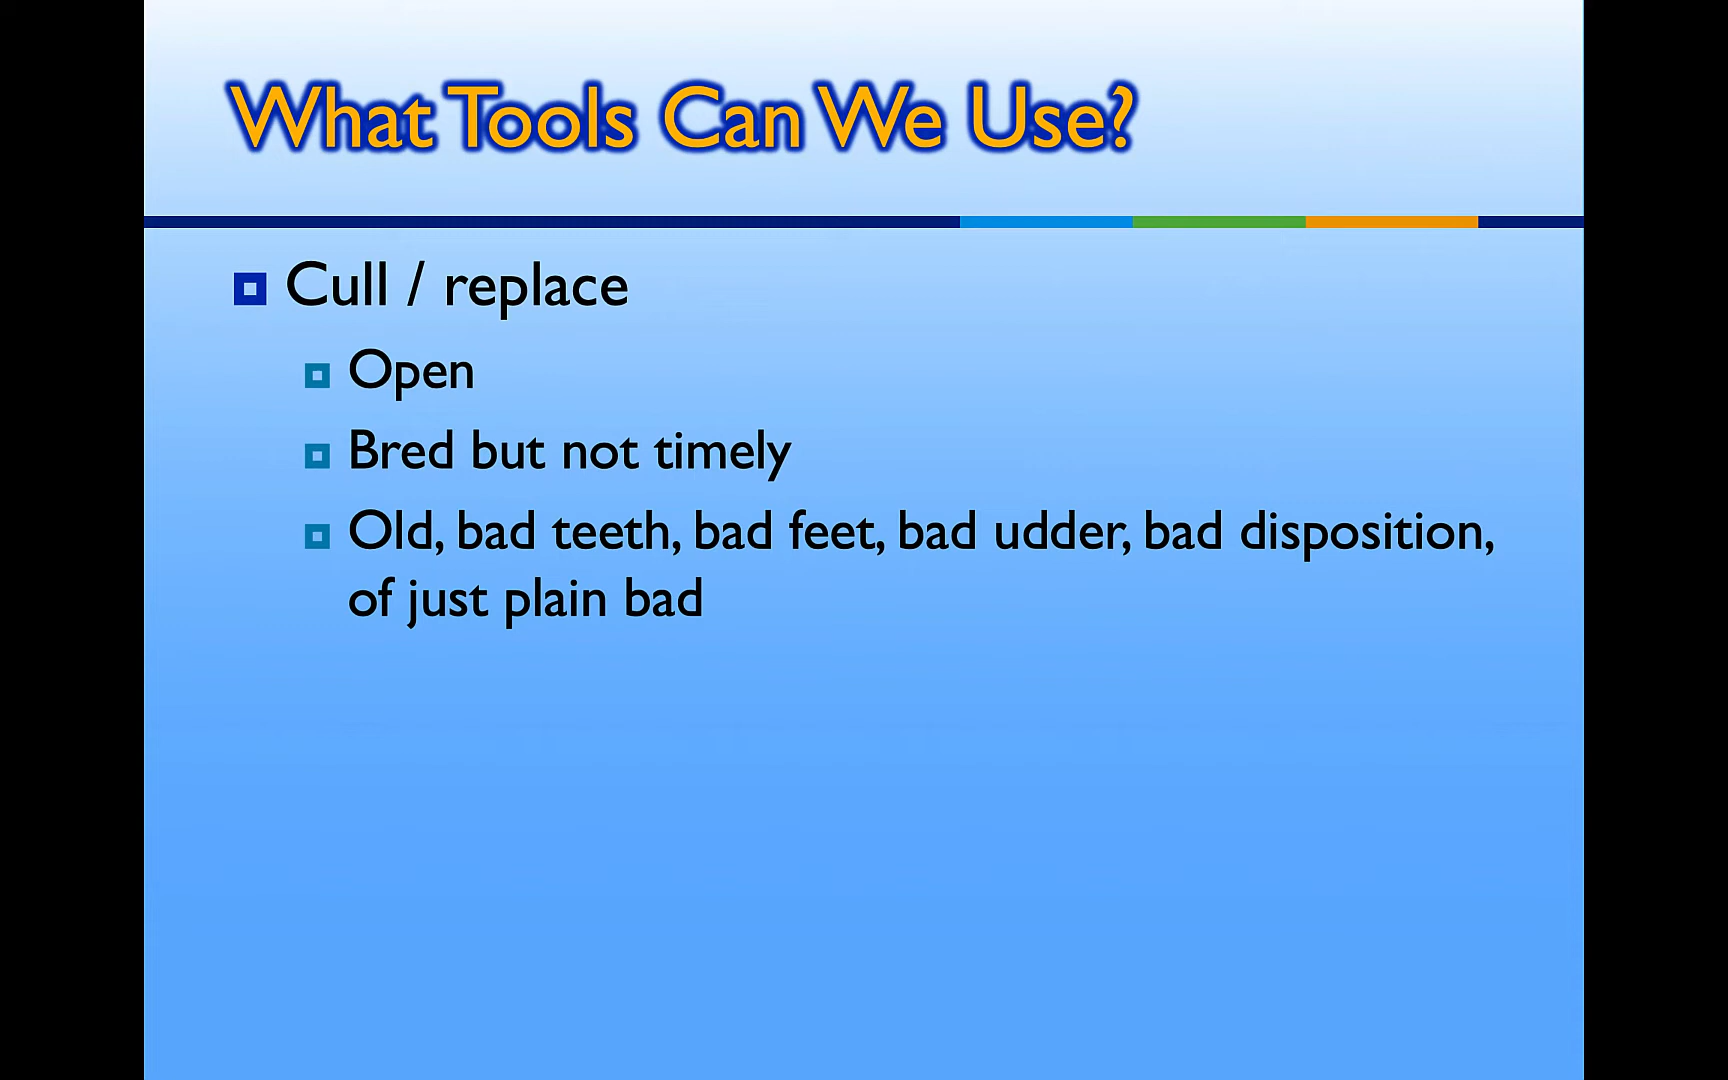 What Tools Can We Use?
Cull / replace
Open
Bred but not timely
Old, bad teeth, bad feet, bad udder, bad disposition,
of just plain bad